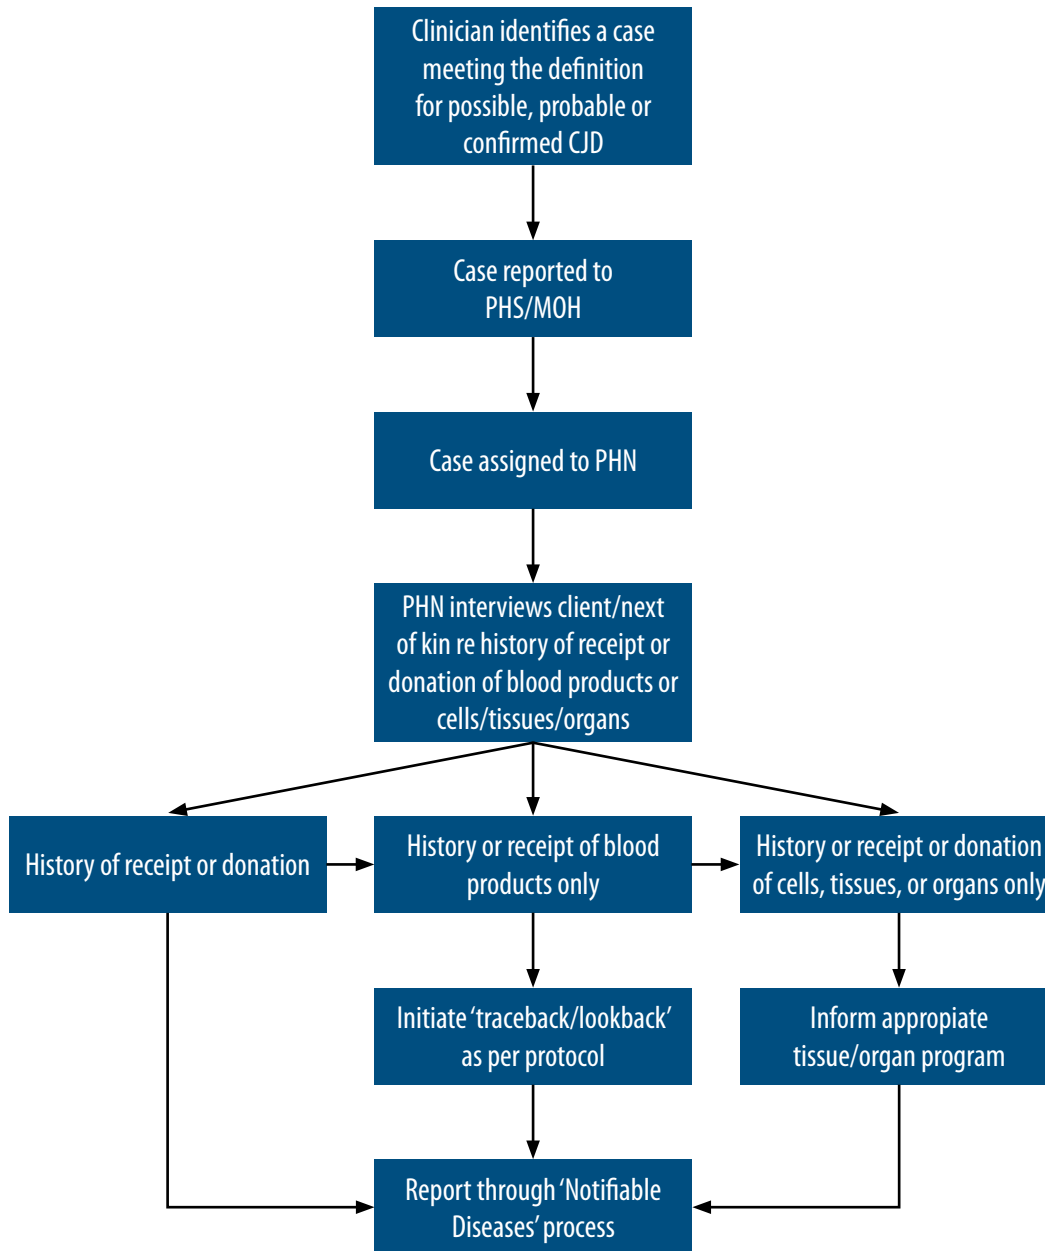 Clinician identifies a case
meeting the definition
for possible, probable or
confirmed CJD
Case reported to
PHS/MOH
Case assigned to PHN
PHN interviews client/next
of kin re history of receipt or
donation of blood products or
cells/tissues/organs
History of receipt or donation
History or receipt of blood
products only
History or receipt or donation
of cells, tissues, or organs only
Initiate ‘traceback/lookback’
as per protocol
Inform appropiate
tissue/organ program
Report through ‘Notifiable
Diseases’ process